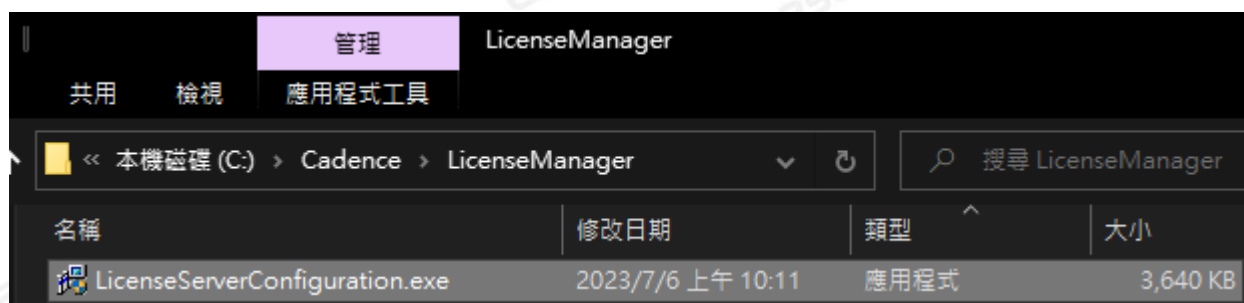 管理 LicenseManager
共用 檢視 應用程式工具
« 本機磁碟 (C:) › Cadence › LicenseManager 搜尋 LicenseManager
名稱 修改日期 類型 大小
LicenseServerConfiguration.exe 2023/7/6 上午 10:11 應用程式 3,640 KB